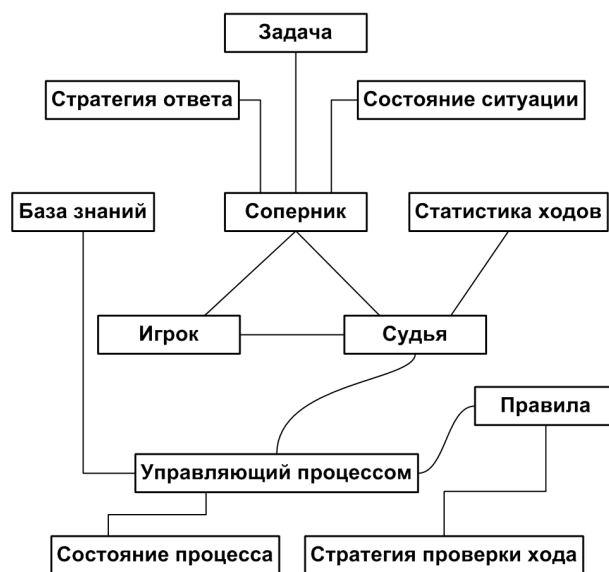 Задача
Стратегия ответа
Состояние ситуации
База знаний
Соперник
Статистика ходов
Игрок
Судья
Правила
Управляющий процессом
Состояние процесса
Стратегия проверки хода